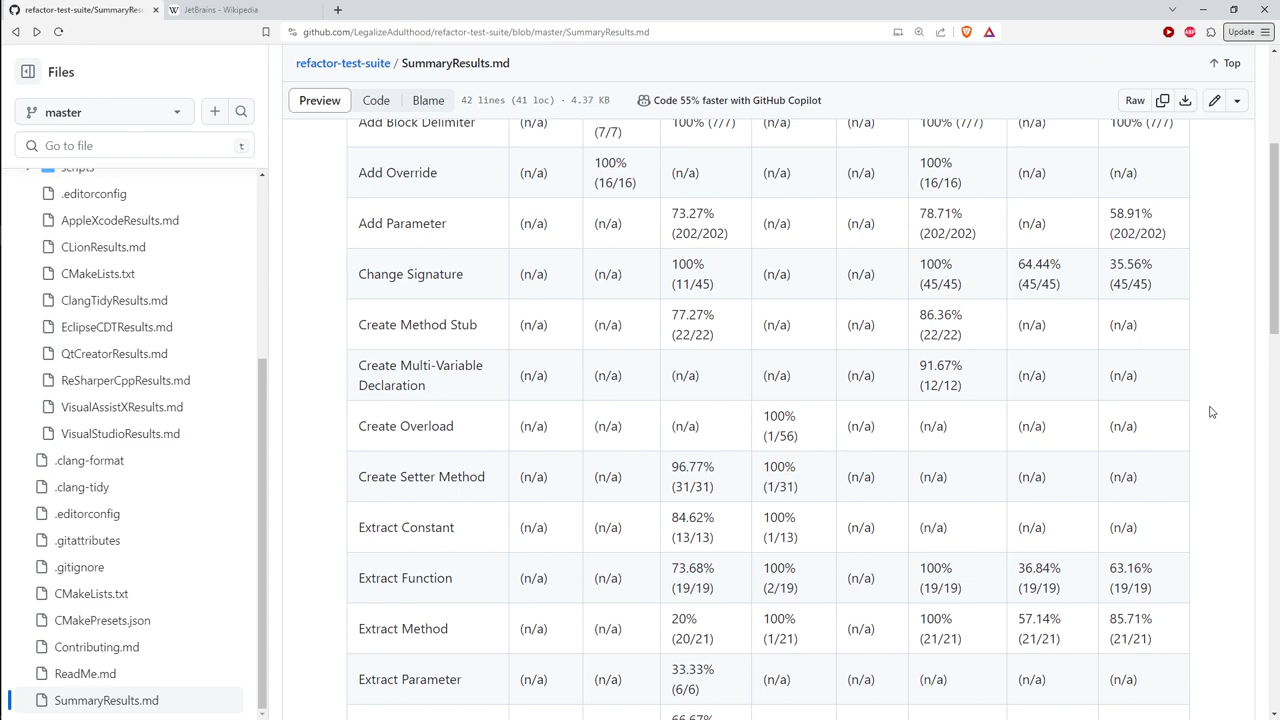 refactor-test-suite/SummaryRes
JetBrains - Wikipedia
github.com/LegalizeAdulthood/refactor-test-suite/blob/master/SummaryResults.md
Update
Files
master
Go to file
t
scripts
.editorconfig
AppleXcodeResults.md
CLionResults.md
CMakeLists.txt
ClangTidyResults.md
EclipseCDTResults.md
QtCreatorResults.md
ReSharperCppResults.md
VisualAssistXResults.md
VisualStudioResults.md
.clang-format
.clang-tidy
.editorconfig
.gitattributes
.gitignore
CMakeLists.txt
CMakePresets.json
Contributing.md
ReadMe.md
SummaryResults.md
refactor-test-suite / SummaryResults.md
Top
Preview Code Blame 42 lines (41 loc) · 4.37 KB Code 55% faster with GitHub Copilot Raw
Add Block Delimiter (n/a) (7/7) 100% (7/7) (n/a) (n/a) 100% (7/7) (n/a) 100% (7/7)
Add Override (n/a) 100% (16/16) (n/a) (n/a) (n/a) 100% (16/16) (n/a) (n/a)
Add Parameter (n/a) (n/a) 73.27% (202/202) (n/a) (n/a) 78.71% (202/202) (n/a) 58.91% (202/202)
Change Signature (n/a) (n/a) 100% (11/45) (n/a) (n/a) 100% (45/45) 64.44% (45/45) 35.56% (45/45)
Create Method Stub (n/a) (n/a) 77.27% (22/22) (n/a) (n/a) 86.36% (22/22) (n/a) (n/a)
Create Multi-Variable Declaration (n/a) (n/a) (n/a) (n/a) (n/a) 91.67% (12/12) (n/a) (n/a)
Create Overload (n/a) (n/a) (n/a) 100% (1/56) (n/a) (n/a) (n/a) (n/a)
Create Setter Method (n/a) (n/a) 96.77% (31/31) 100% (1/31) (n/a) (n/a) (n/a) (n/a)
Extract Constant (n/a) (n/a) 84.62% (13/13) 100% (1/13) (n/a) (n/a) (n/a) (n/a)
Extract Function (n/a) (n/a) 73.68% (19/19) 100% (2/19) (n/a) 100% (19/19) 36.84% (19/19) 63.16% (19/19)
Extract Method (n/a) (n/a) 20% (20/21) 100% (1/21) (n/a) 100% (21/21) 57.14% (21/21) 85.71% (21/21)
Extract Parameter (n/a) (n/a) 33.33% (6/6) (n/a) (n/a) (n/a) (n/a) (n/a)
66.67%